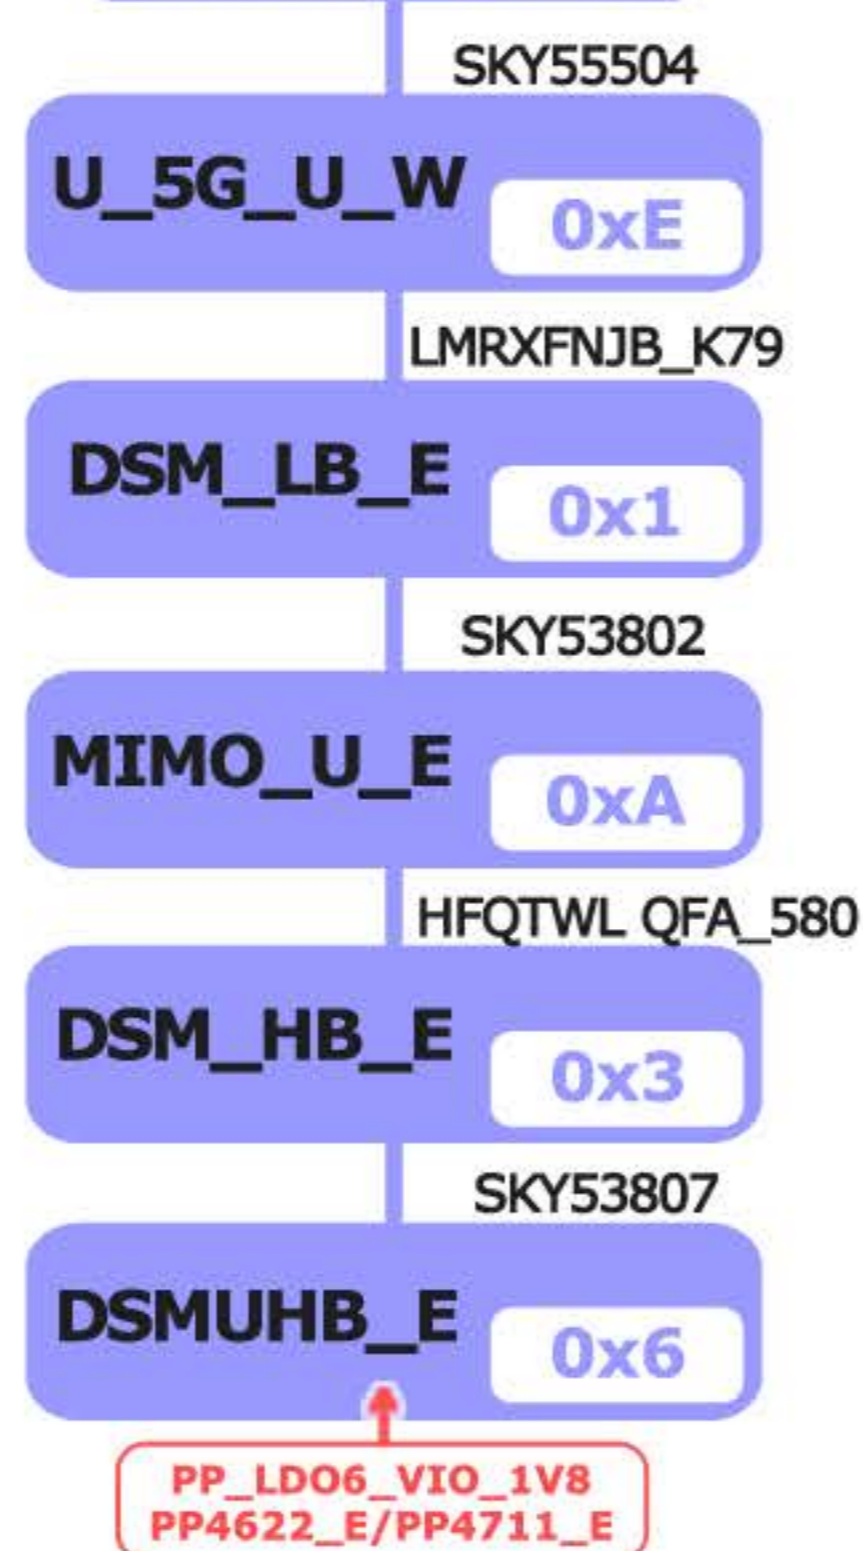 SKY55504
U_5G_U_W
0xE
LMRXFNJB_K79
DSM_LB_E
0x1
SKY53802
MIMO_U_E
0xA
HFQTWL QFA_580
DSM_HB_E
0x3
SKY53807
DSMUHB_E
0x6
PP_LDO6_VIO_1V8
PP4622_E/PP4711_E